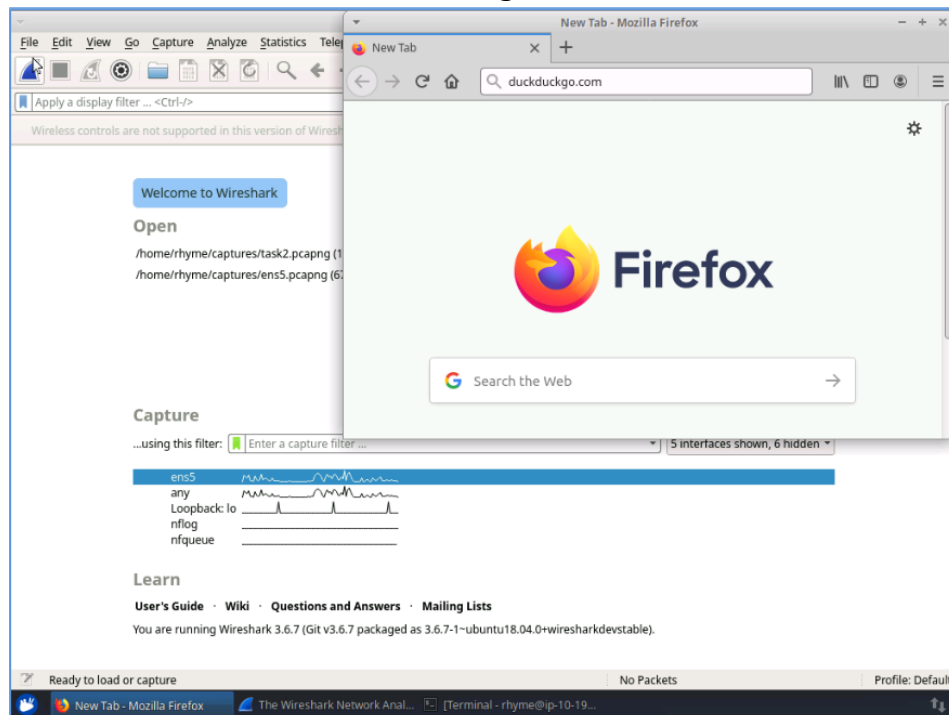 New Tab - Mozilla Firefox
File Edit View Go Capture Analyze Statistics
New Tab
duckduckgo.com
Apply a display filter ... <Ctrl-/>
Wireless controls are not supported in this version of
Welcome to Wireshark
Open
/home/rhyme/captures/task2.pcapng
/home/rhyme/captures/ens5.pcapng
Firefox
Search the Web
Capture
...using this filter: Enter a capture filter ... 5 interfaces shown, 6 hidden
ens5
any
Loopback: lo
nflog
nfqueue
Learn
User's Guide · Wiki · Questions and Answers · Mailing Lists
You are running Wireshark 3.6.7 (Git v3.6.7 packaged as 3.6.7-1~ubuntu18.04.0+wiresharkdevstable).
Ready to load or capture No Packets Profile: Default
New Tab - Mozilla Firefox The Wireshark Network Anal... [Terminal - rhyme@ip-10-19...